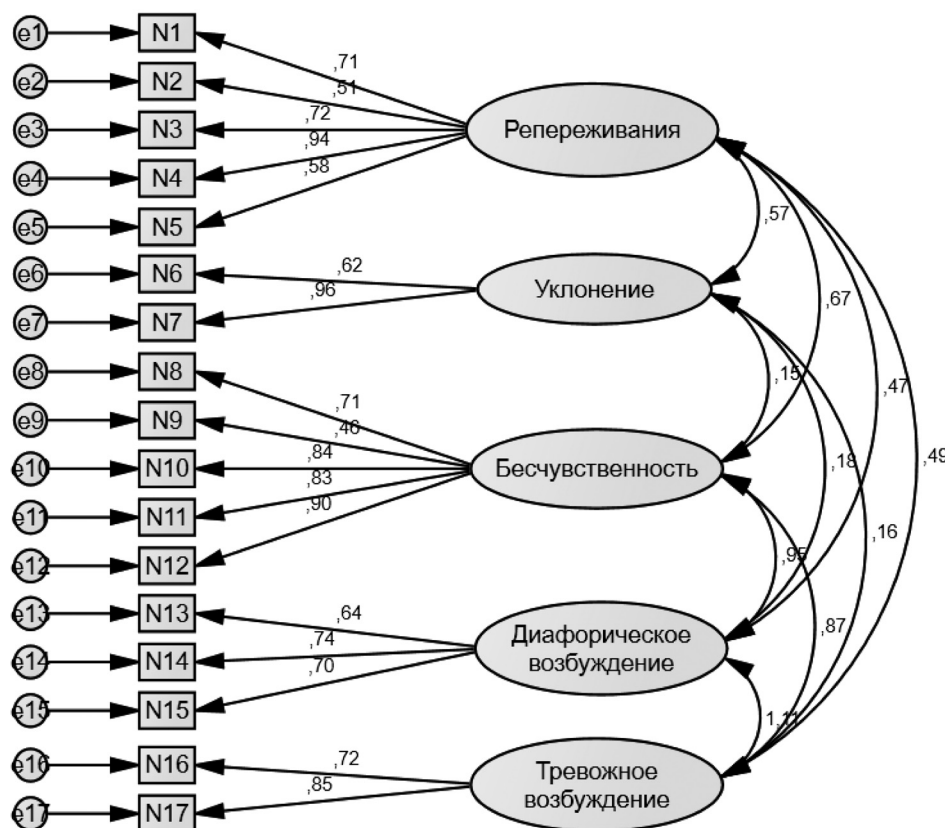 e1
N1
,71
e2
N2
,51
e3
N3
,72
e4
N4
,94
e5
N5
,58
Репереживания
,57
e6
N6
,62
e7
N7
,96
Уклонение
,67
e8
N8
,71
,15
,47
e9
N9
,46
e10
N10
,84
Бесчувственность
,18
,49
e11
N11
,83
e12
N12
,90
,95
,16
e13
N13
,64
e14
N14
,74
Диафорическое
возбуждение
,87
e15
N15
,70
1,11
e16
N16
,72
e17
N17
,85
Тревожное
возбуждение